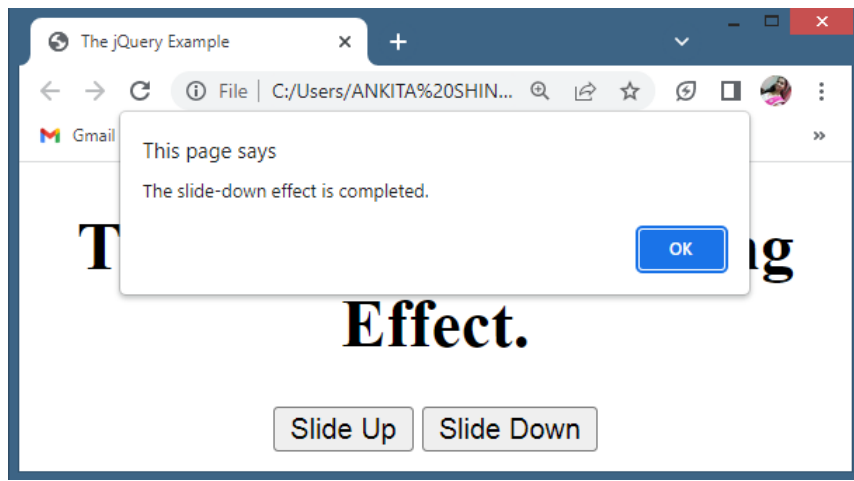 The jQuery Example
File | C:/Users/ANKITA%20SHIN...
Gmail
This page says
The slide-down effect is completed.
OK
Effect.
Slide Up Slide Down